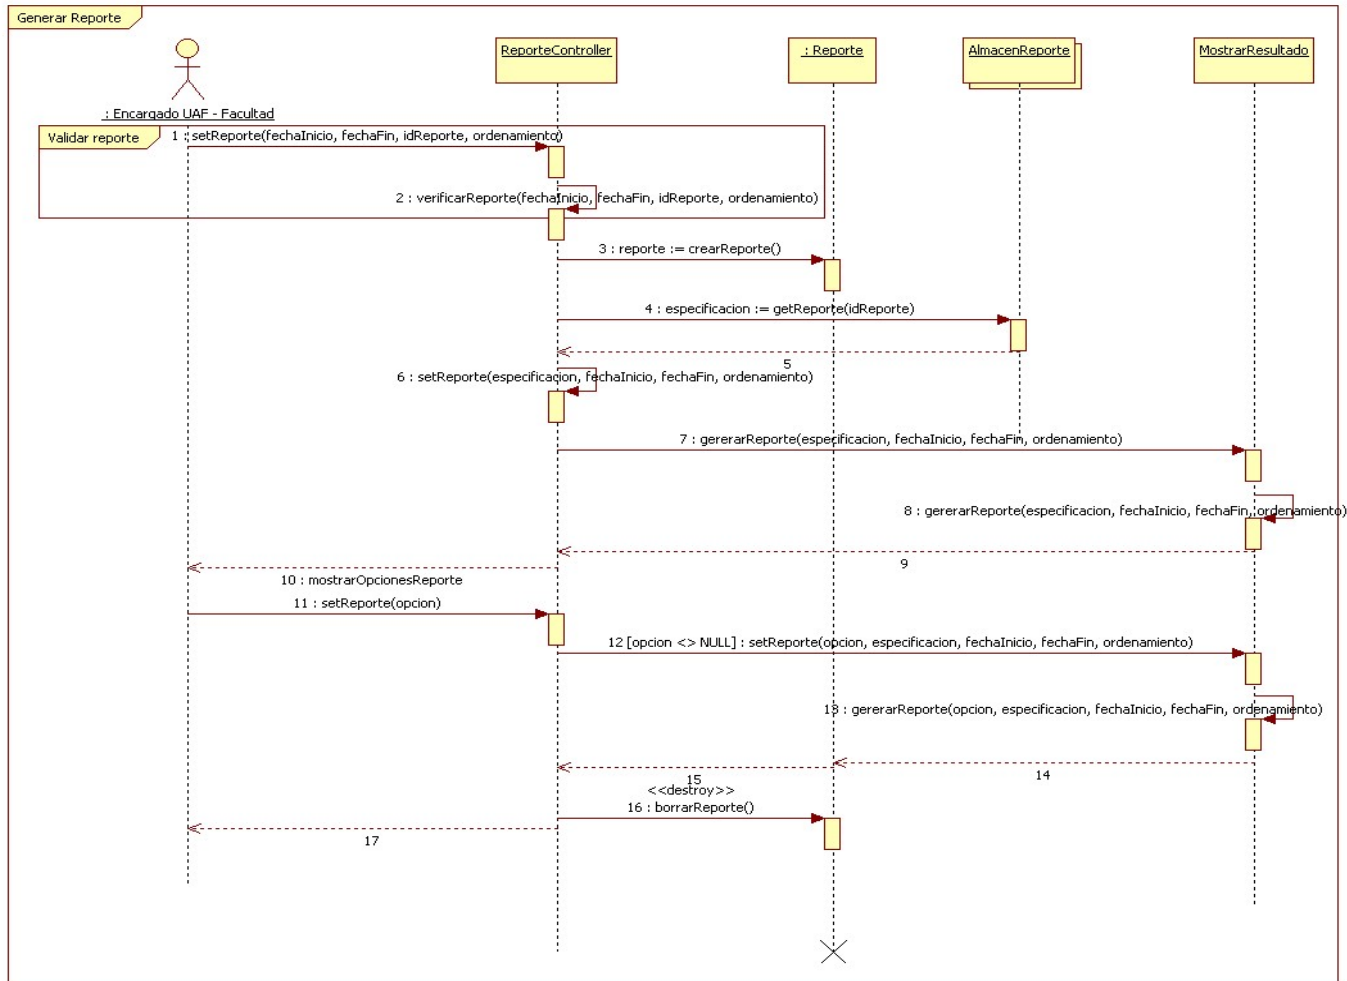 Generar Reporte
ReporteController
: Reporte
AlmacenReporte
MostrarResultado
: Encargado UAF - Facultad
Validar reporte
1 : setReporte(fechaInicio, fechaFin, idReporte, ordenamiento)
2 : verificarReporte(fechaInicio, fechaFin, idReporte, ordenamiento)
3 : reporte := crearReporte()
4 : especificacion := getReporte(idReporte)
5
6 : setReporte(especificacion, fechaInicio, fechaFin, ordenamiento)
7 : gererarReporte(especificacion, fechaInicio, fechaFin, ordenamiento)
8 : gererarReporte(especificacion, fechaInicio, fechaFin, ordenamiento)
9
10 : mostrarOpcionesReporte
11 : setReporte(opcion)
12 [opcion <> NULL] : setReporte(opcion, especificacion, fechaInicio, fechaFin, ordenamiento)
13 : gererarReporte(opcion, especificacion, fechaInicio, fechaFin, ordenamiento)
14
15
<<destroy>>
16 : borrarReporte()
17